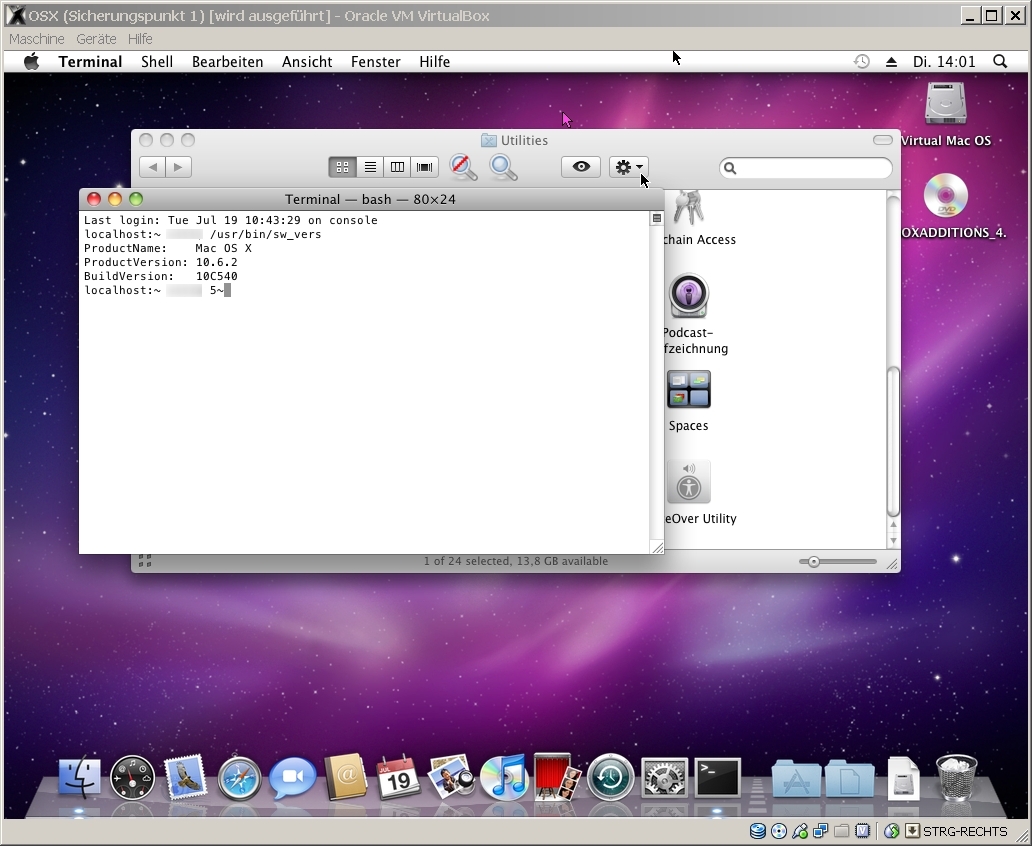 OSX (Sicherungspunkt 1) [wird ausgeführt] - Oracle VM VirtualBox
Maschine Geräte Hilfe
Terminal Shell Bearbeiten Ansicht Fenster Hilfe Di. 14:01
Virtual Mac OS
OXADDITIONS_4.
Utilities
Terminal — bash — 80×24
Last login: Tue Jul 19 10:43:29 on console
localhost:~ /usr/bin/sw_vers
ProductName: Mac OS X
ProductVersion: 10.6.2
BuildVersion: 10C540
localhost:~ 5~
chain Access
Podcast-
fzeichnung
Spaces
eOver Utility
1 of 24 selected, 13,8 GB available
JUL
19
STRG-RECHTS